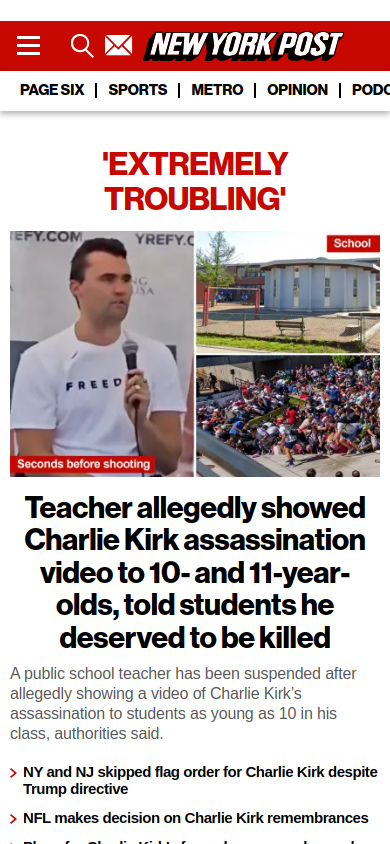 NEW YORK POST
PAGE SIX | SPORTS | METRO | OPINION | PODC
'EXTREMELY
TROUBLING'
EFY.COM YREFY.C
School
FREED
Seconds before shooting
Teacher allegedly showed
Charlie Kirk assassination
video to 10- and 11-year-
olds, told students he
deserved to be killed
A public school teacher has been suspended after
allegedly showing a video of Charlie Kirk’s
assassination to students as young as 10 in his
class, authorities said.
NY and NJ skipped flag order for Charlie Kirk despite
Trump directive
NFL makes decision on Charlie Kirk remembrances